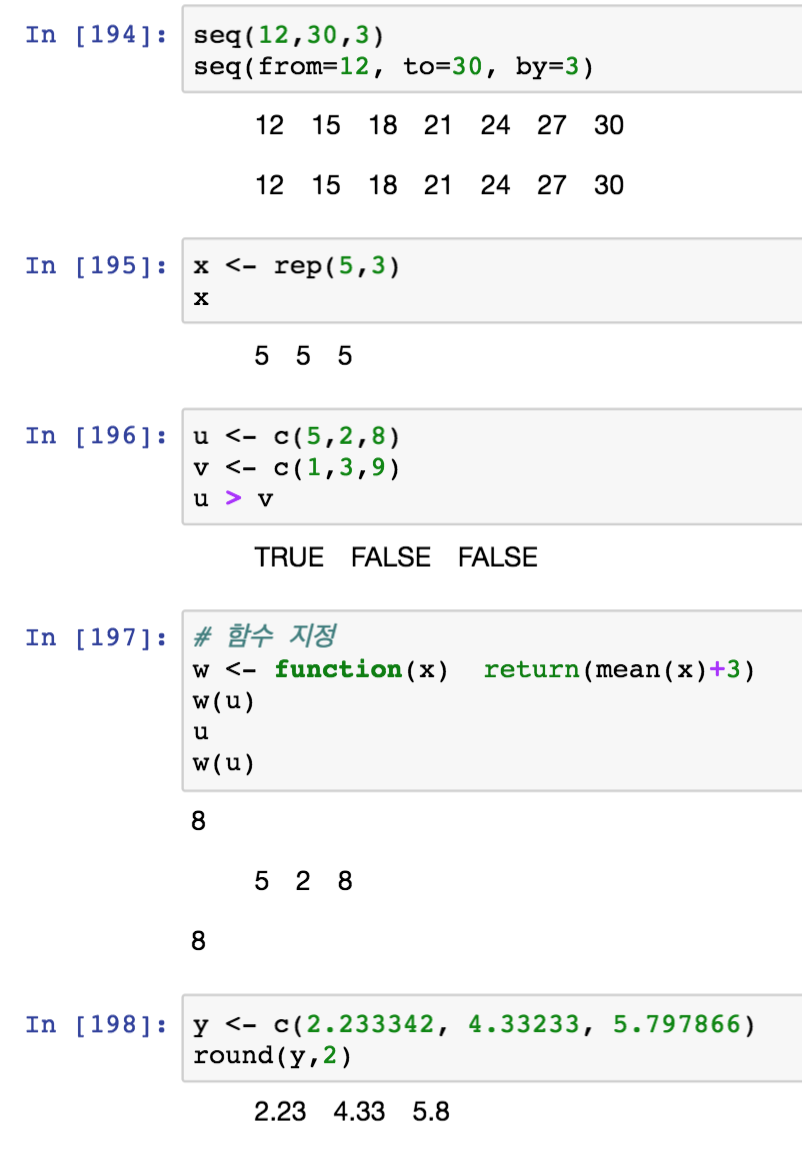 In [194]: seq(12,30,3)
seq(from=12, to=30, by=3)
12 15 18 21 24 27 30
12 15 18 21 24 27 30
In [195]: x <- rep(5,3)
x
5 5 5
In [196]: u <- c(5,2,8)
v <- c(1,3,9)
u > v
TRUE FALSE FALSE
In [197]: # 함수 지정
w <- function(x)  return(mean(x)+3)
w(u)
u
w(u)
8
5 2 8
8
In [198]: y <- c(2.233342, 4.33233, 5.797866)
round(y,2)
2.23 4.33 5.8